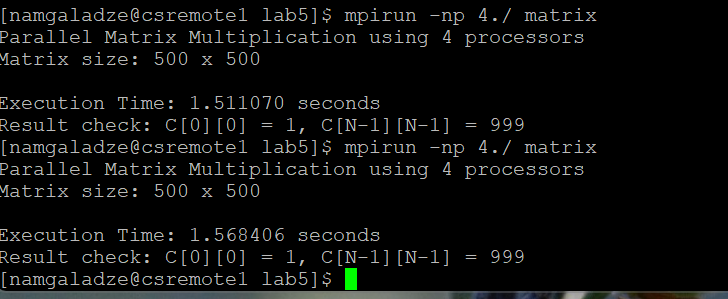 [namgaladze@csremote1 lab5]$ mpirun -np 4./ matrix
Parallel Matrix Multiplication using 4 processors
Matrix size: 500 x 500
Execution Time: 1.511070 seconds
Result check: C[0][0] = 1, C[N-1][N-1] = 999
[namgaladze@csremote1 lab5]$ mpirun -np 4./ matrix
Parallel Matrix Multiplication using 4 processors
Matrix size: 500 x 500
Execution Time: 1.568406 seconds
Result check: C[0][0] = 1, C[N-1][N-1] = 999
[namgaladze@csremote1 lab5]$